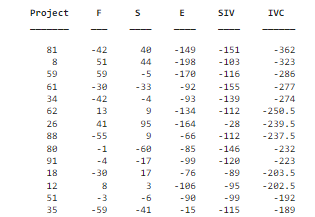 Project F S E SIV IVC
81 -42 40 -149 -151 -362
8 51 44 -198 -103 -323
59 59 -5 -170 -116 -286
61 -30 -33 -92 -155 -277
34 -42 -4 -93 -139 -274
62 13 9 -134 -112 -250.5
26 41 95 -164 -28 -239.5
88 -55 9 -66 -112 -237.5
80 -1 -60 -85 -146 -232
91 -4 -17 -99 -120 -223
18 -30 17 -76 -89 -203.5
12 8 3 -106 -95 -202.5
51 -3 -6 -90 -99 -192
35 -59 -41 -15 -115 -189